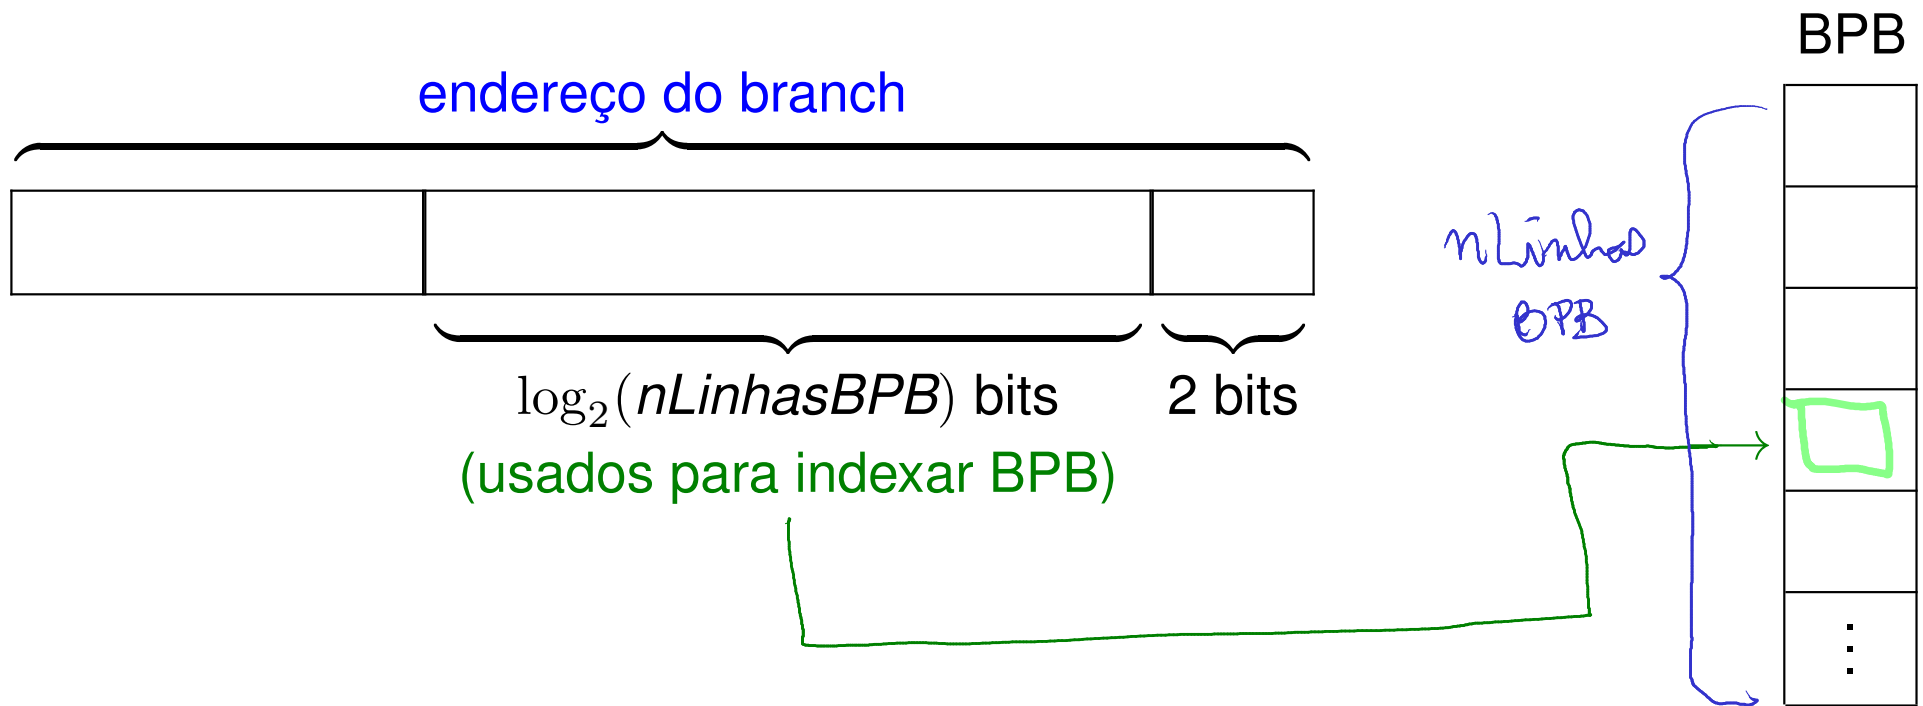 BPB
endereço do branch
nLinhas
BPB
log₂(nLinhasBPB) bits
2 bits
(usados para indexar BPB)
⋮